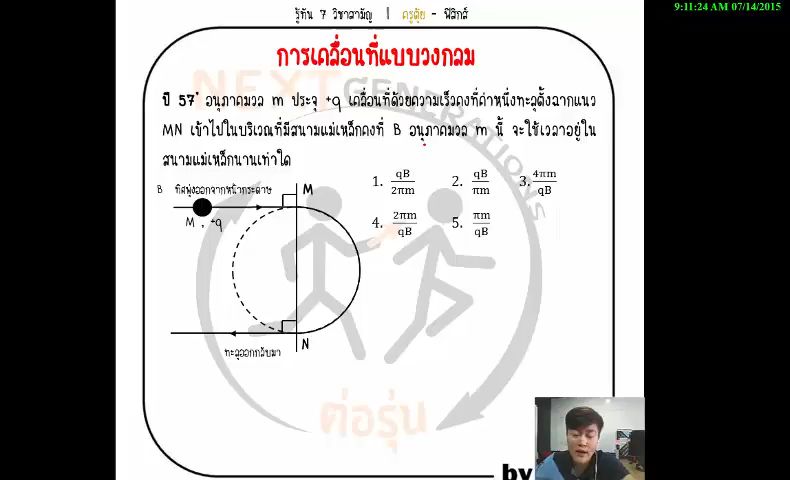 9:11:24 AM 07/14/2015
รู้ทัน 7 วิชาสามัญ | ครูตุ้ย - ฟิสิกส์
การเคลื่อนที่แบบวงกลม
NEXT GENERATIONS
ปี 57' อนุภาคมวล m ประจุ +q เคลื่อนที่ด้วยความเร็วคงที่ค่าหนึ่งทะลุตั้งฉากแนว
MN เข้าไปในบริเวณที่มีสนามแม่เหล็กคงที่ B อนุภาคมวล m นี้ จะใช้เวลาอยู่ใน
สนามแม่เหล็กนานเท่าใด
1. qB/2πm 2. qB/πm 3. 4πm/qB
4. 2πm/qB 5. πm/qB
B ทิศพุ่งออกจากหน้ากระดาษ
M
M , +q
N
ทะลุออกกลับมา
ต่อรุ่น
by